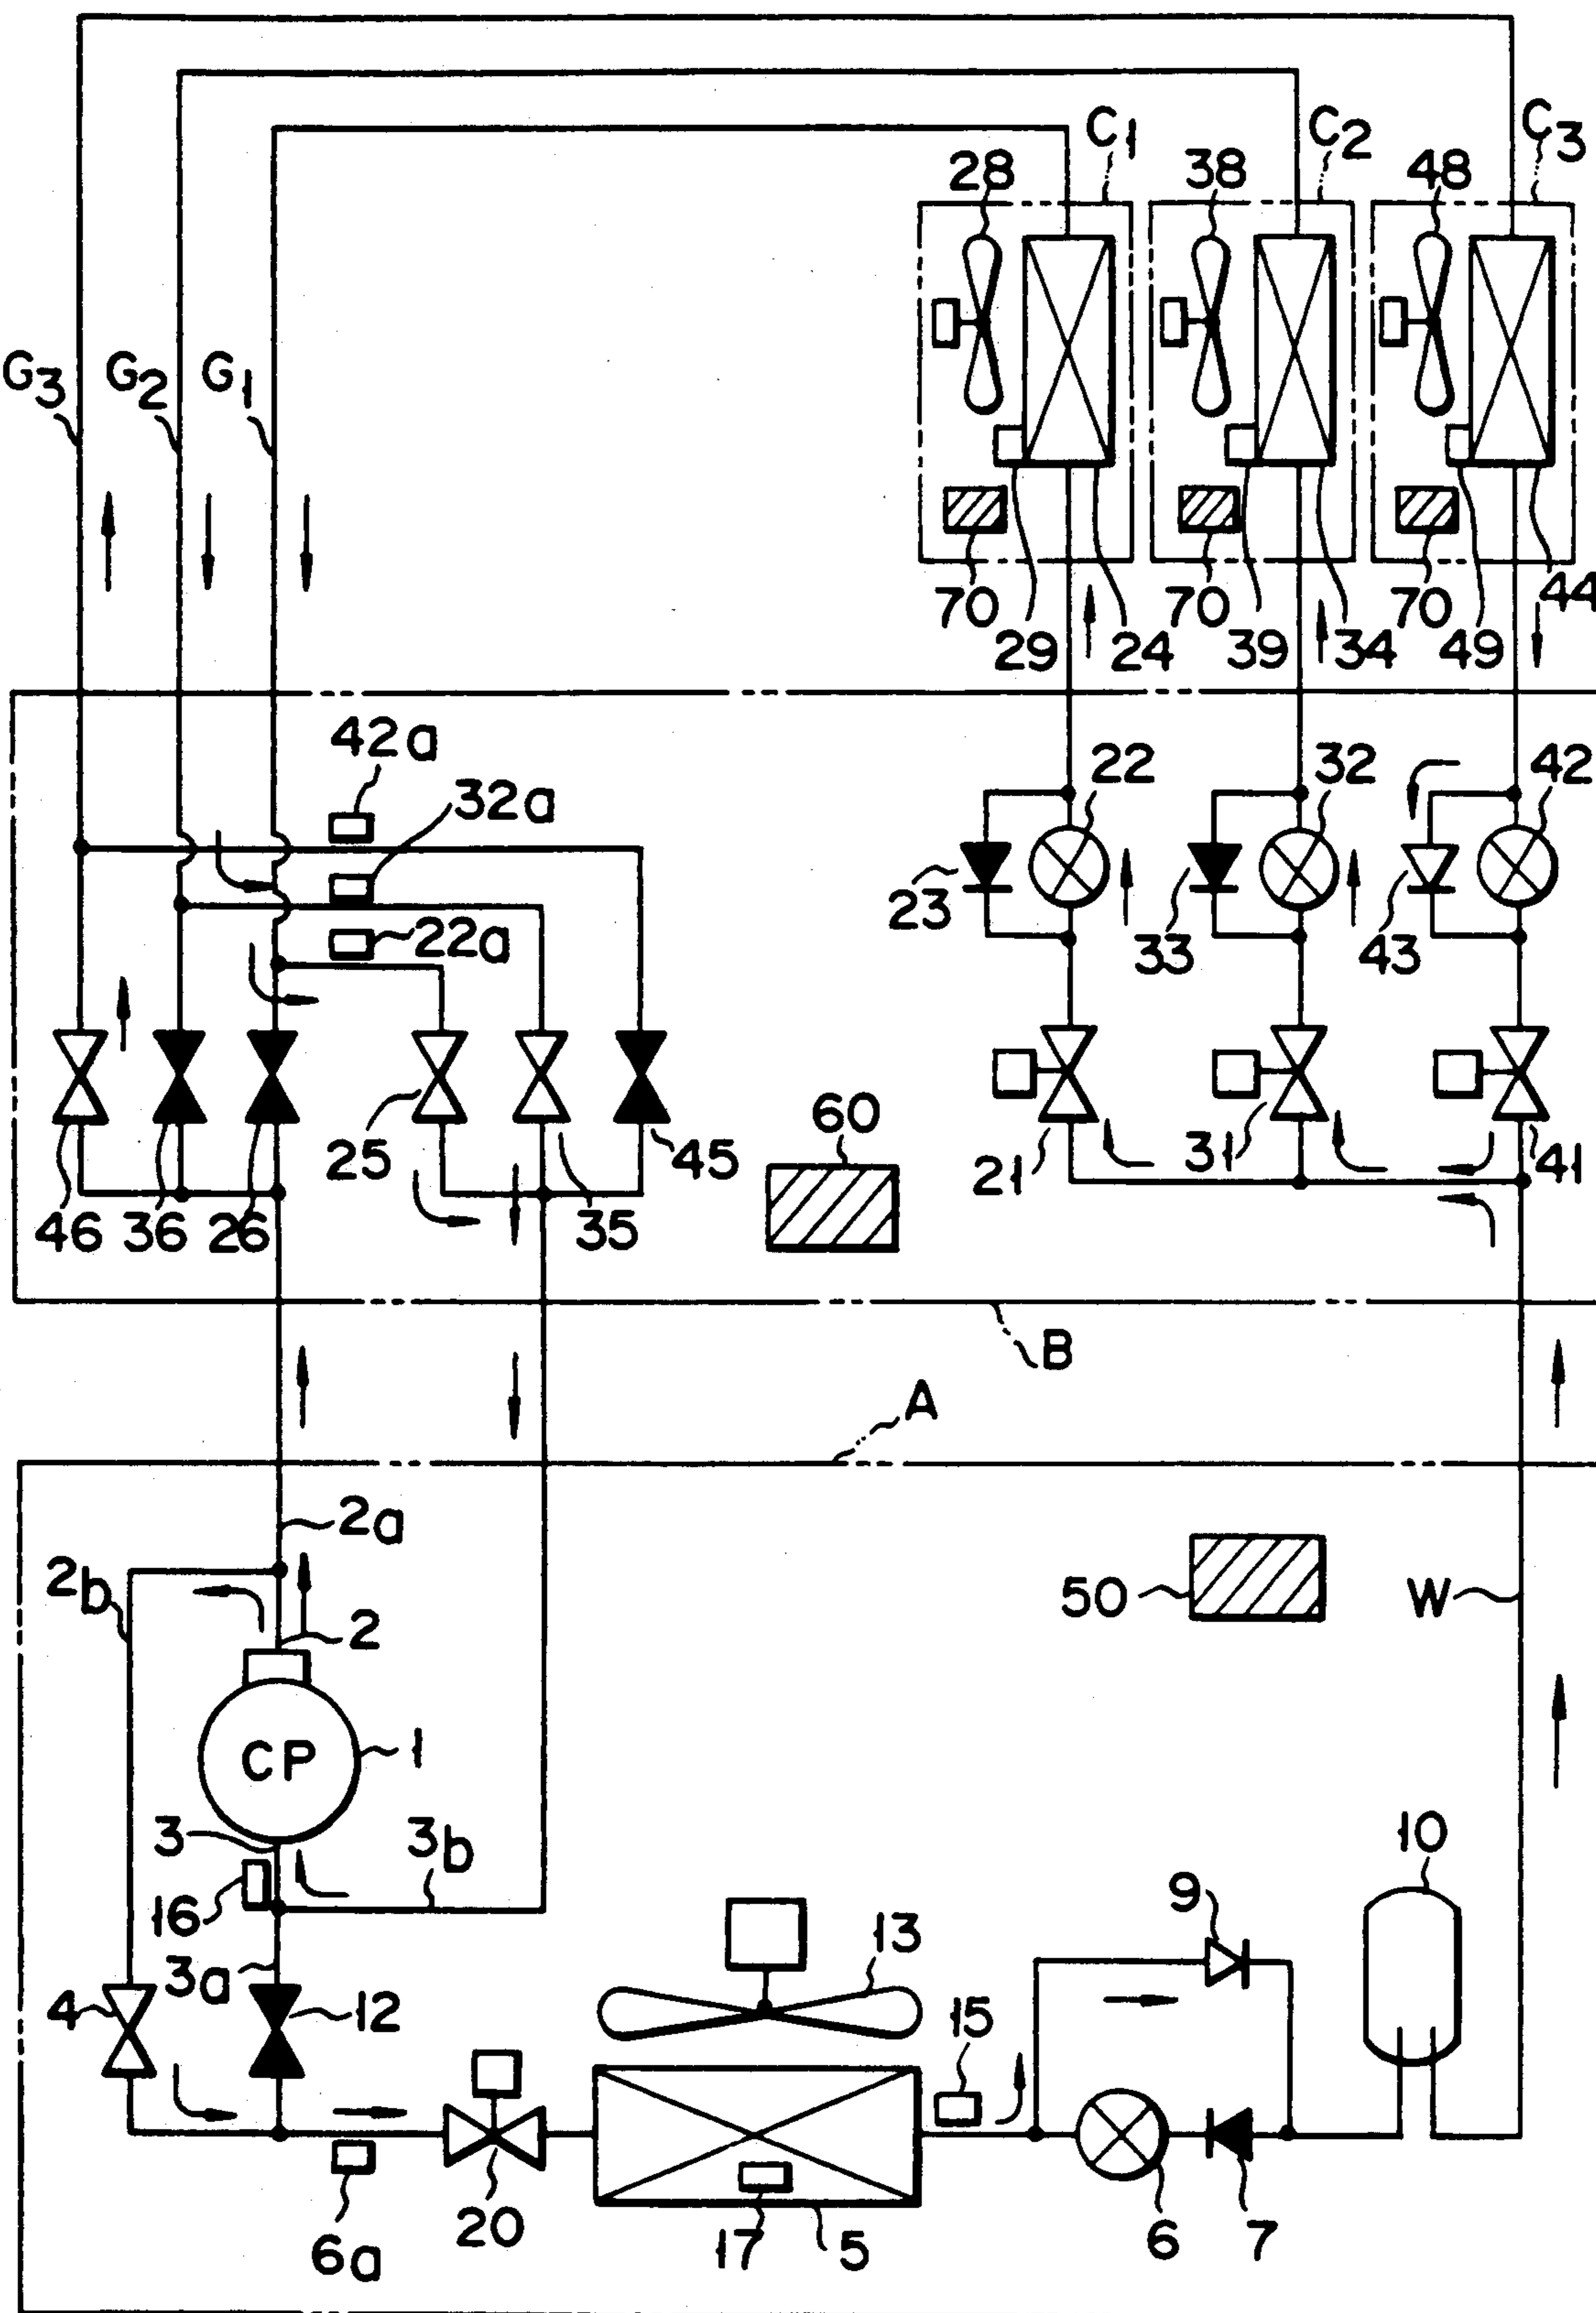 C1 C2 C3
28 38 48
G3 G2 G1
70 70 70 44
29 24 39 34 49
42a
32a
22 32 42
22a
23 33 43
60
25 45 21 31 41
46 36 26 35
B
A
2a
2b
50 W
2
CP 1
3 3b 10
16 9
13
3a
4 12 15
20
17 5 6 7
6a